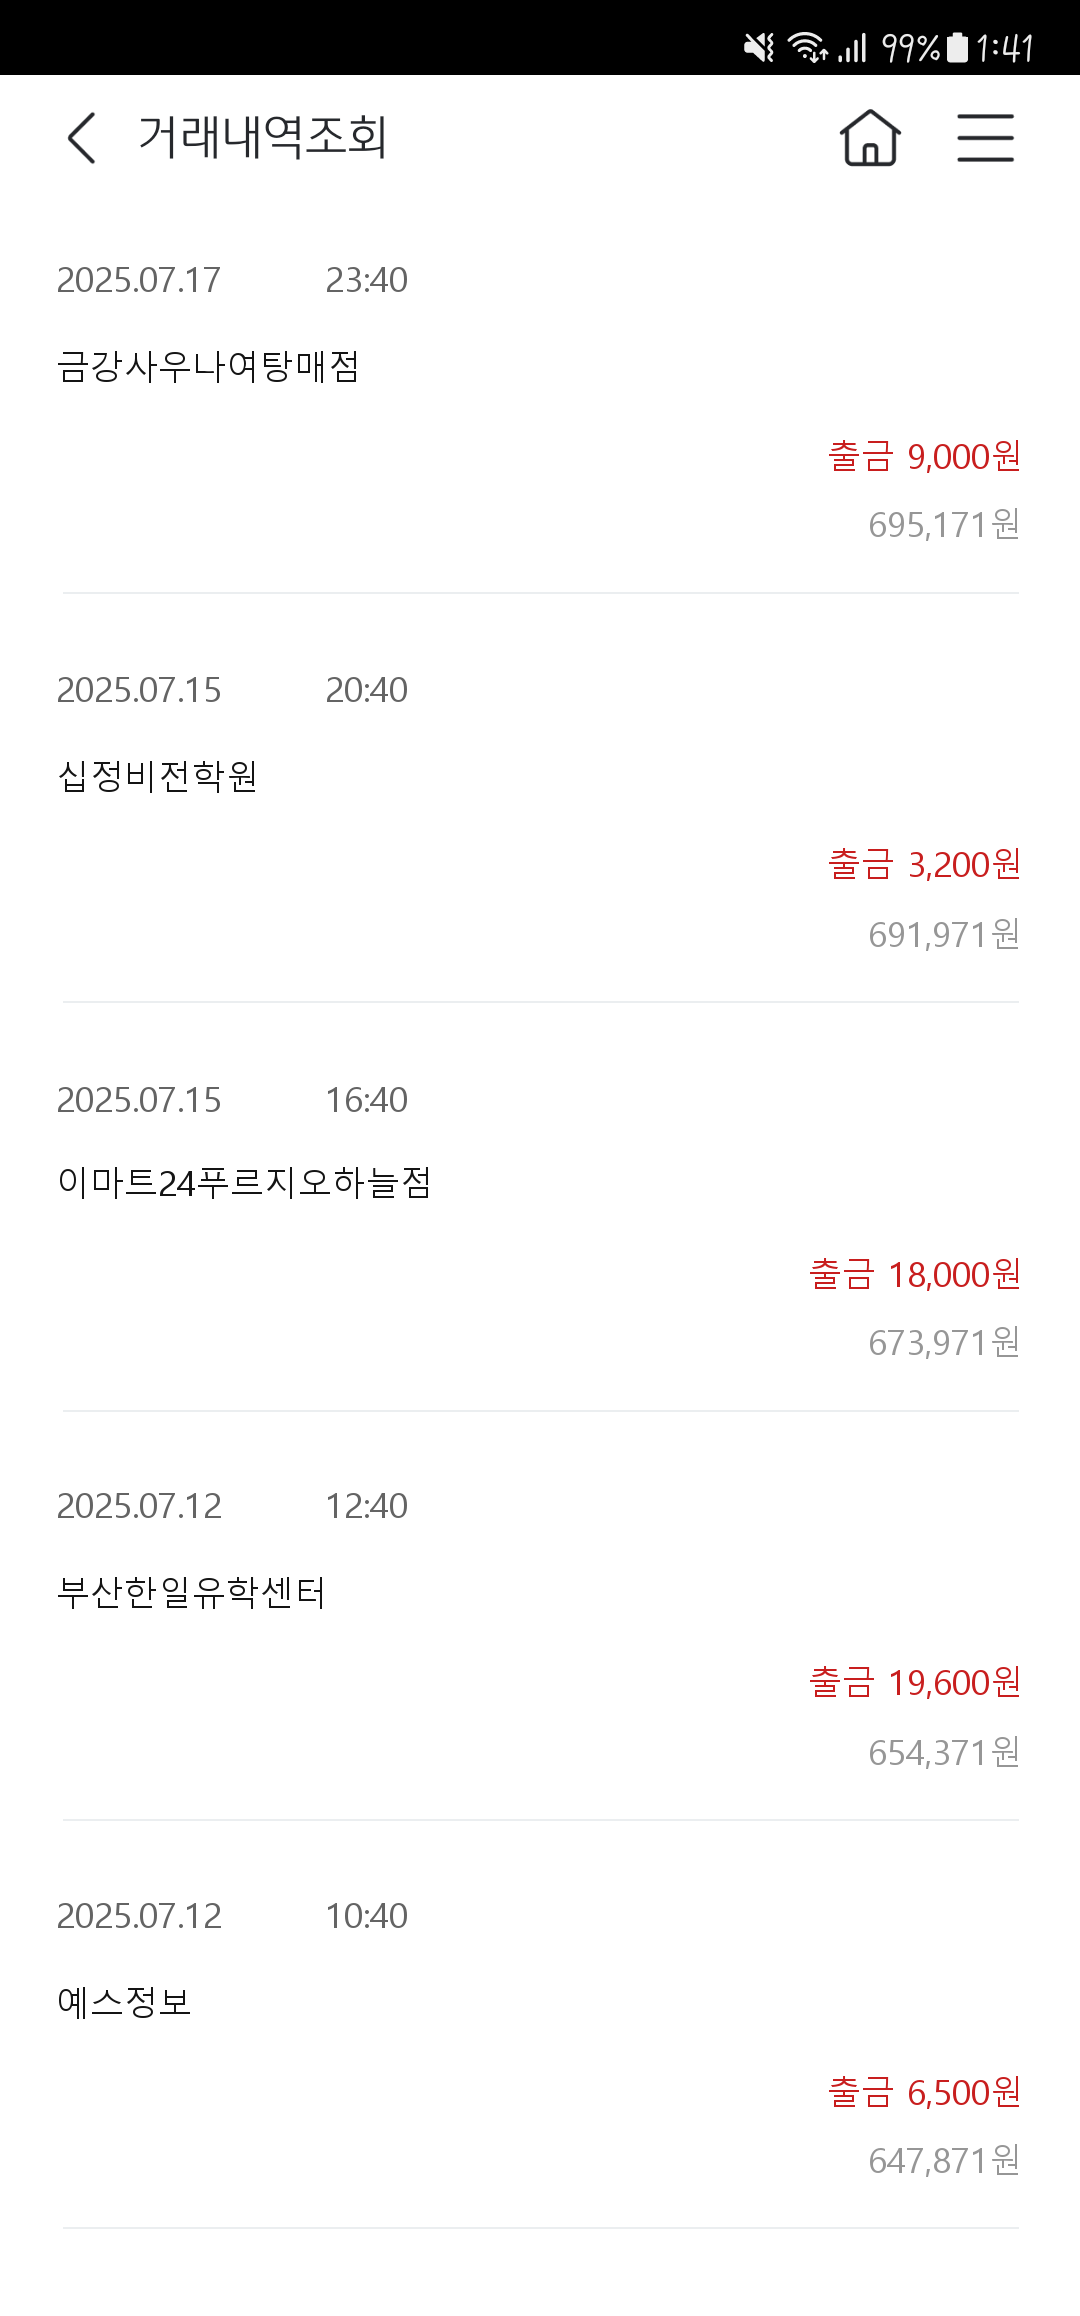 99% 1:41
거래내역조회
2025.07.17 23:40
금강사우나여탕매점
출금 9,000원
695,171원
2025.07.15 20:40
십정비전학원
출금 3,200원
691,971원
2025.07.15 16:40
이마트24푸르지오하늘점
출금 18,000원
673,971원
2025.07.12 12:40
부산한일유학센터
출금 19,600원
654,371원
2025.07.12 10:40
예스정보
출금 6,500원
647,871원